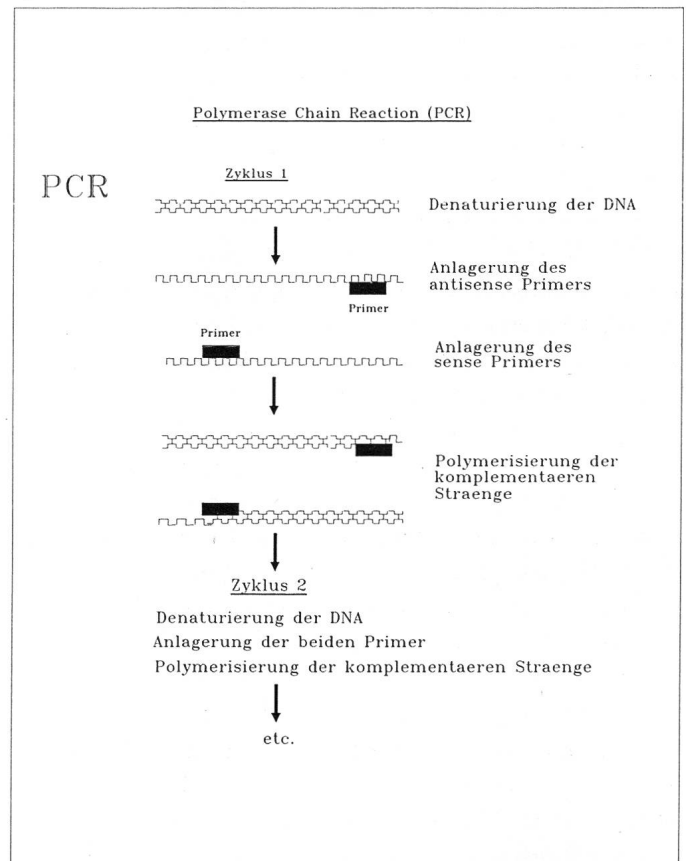 Polymerase Chain Reaction (PCR)
PCR
Zyklus 1
Denaturierung der DNA
Anlagerung des
antisense Primers
Primer
Primer
Anlagerung des
sense Primers
Polymerisierung der
komplementaeren
Straenge
Zyklus 2
Denaturierung der DNA
Anlagerung der beiden Primer
Polymerisierung der komplementaeren Straenge
etc.